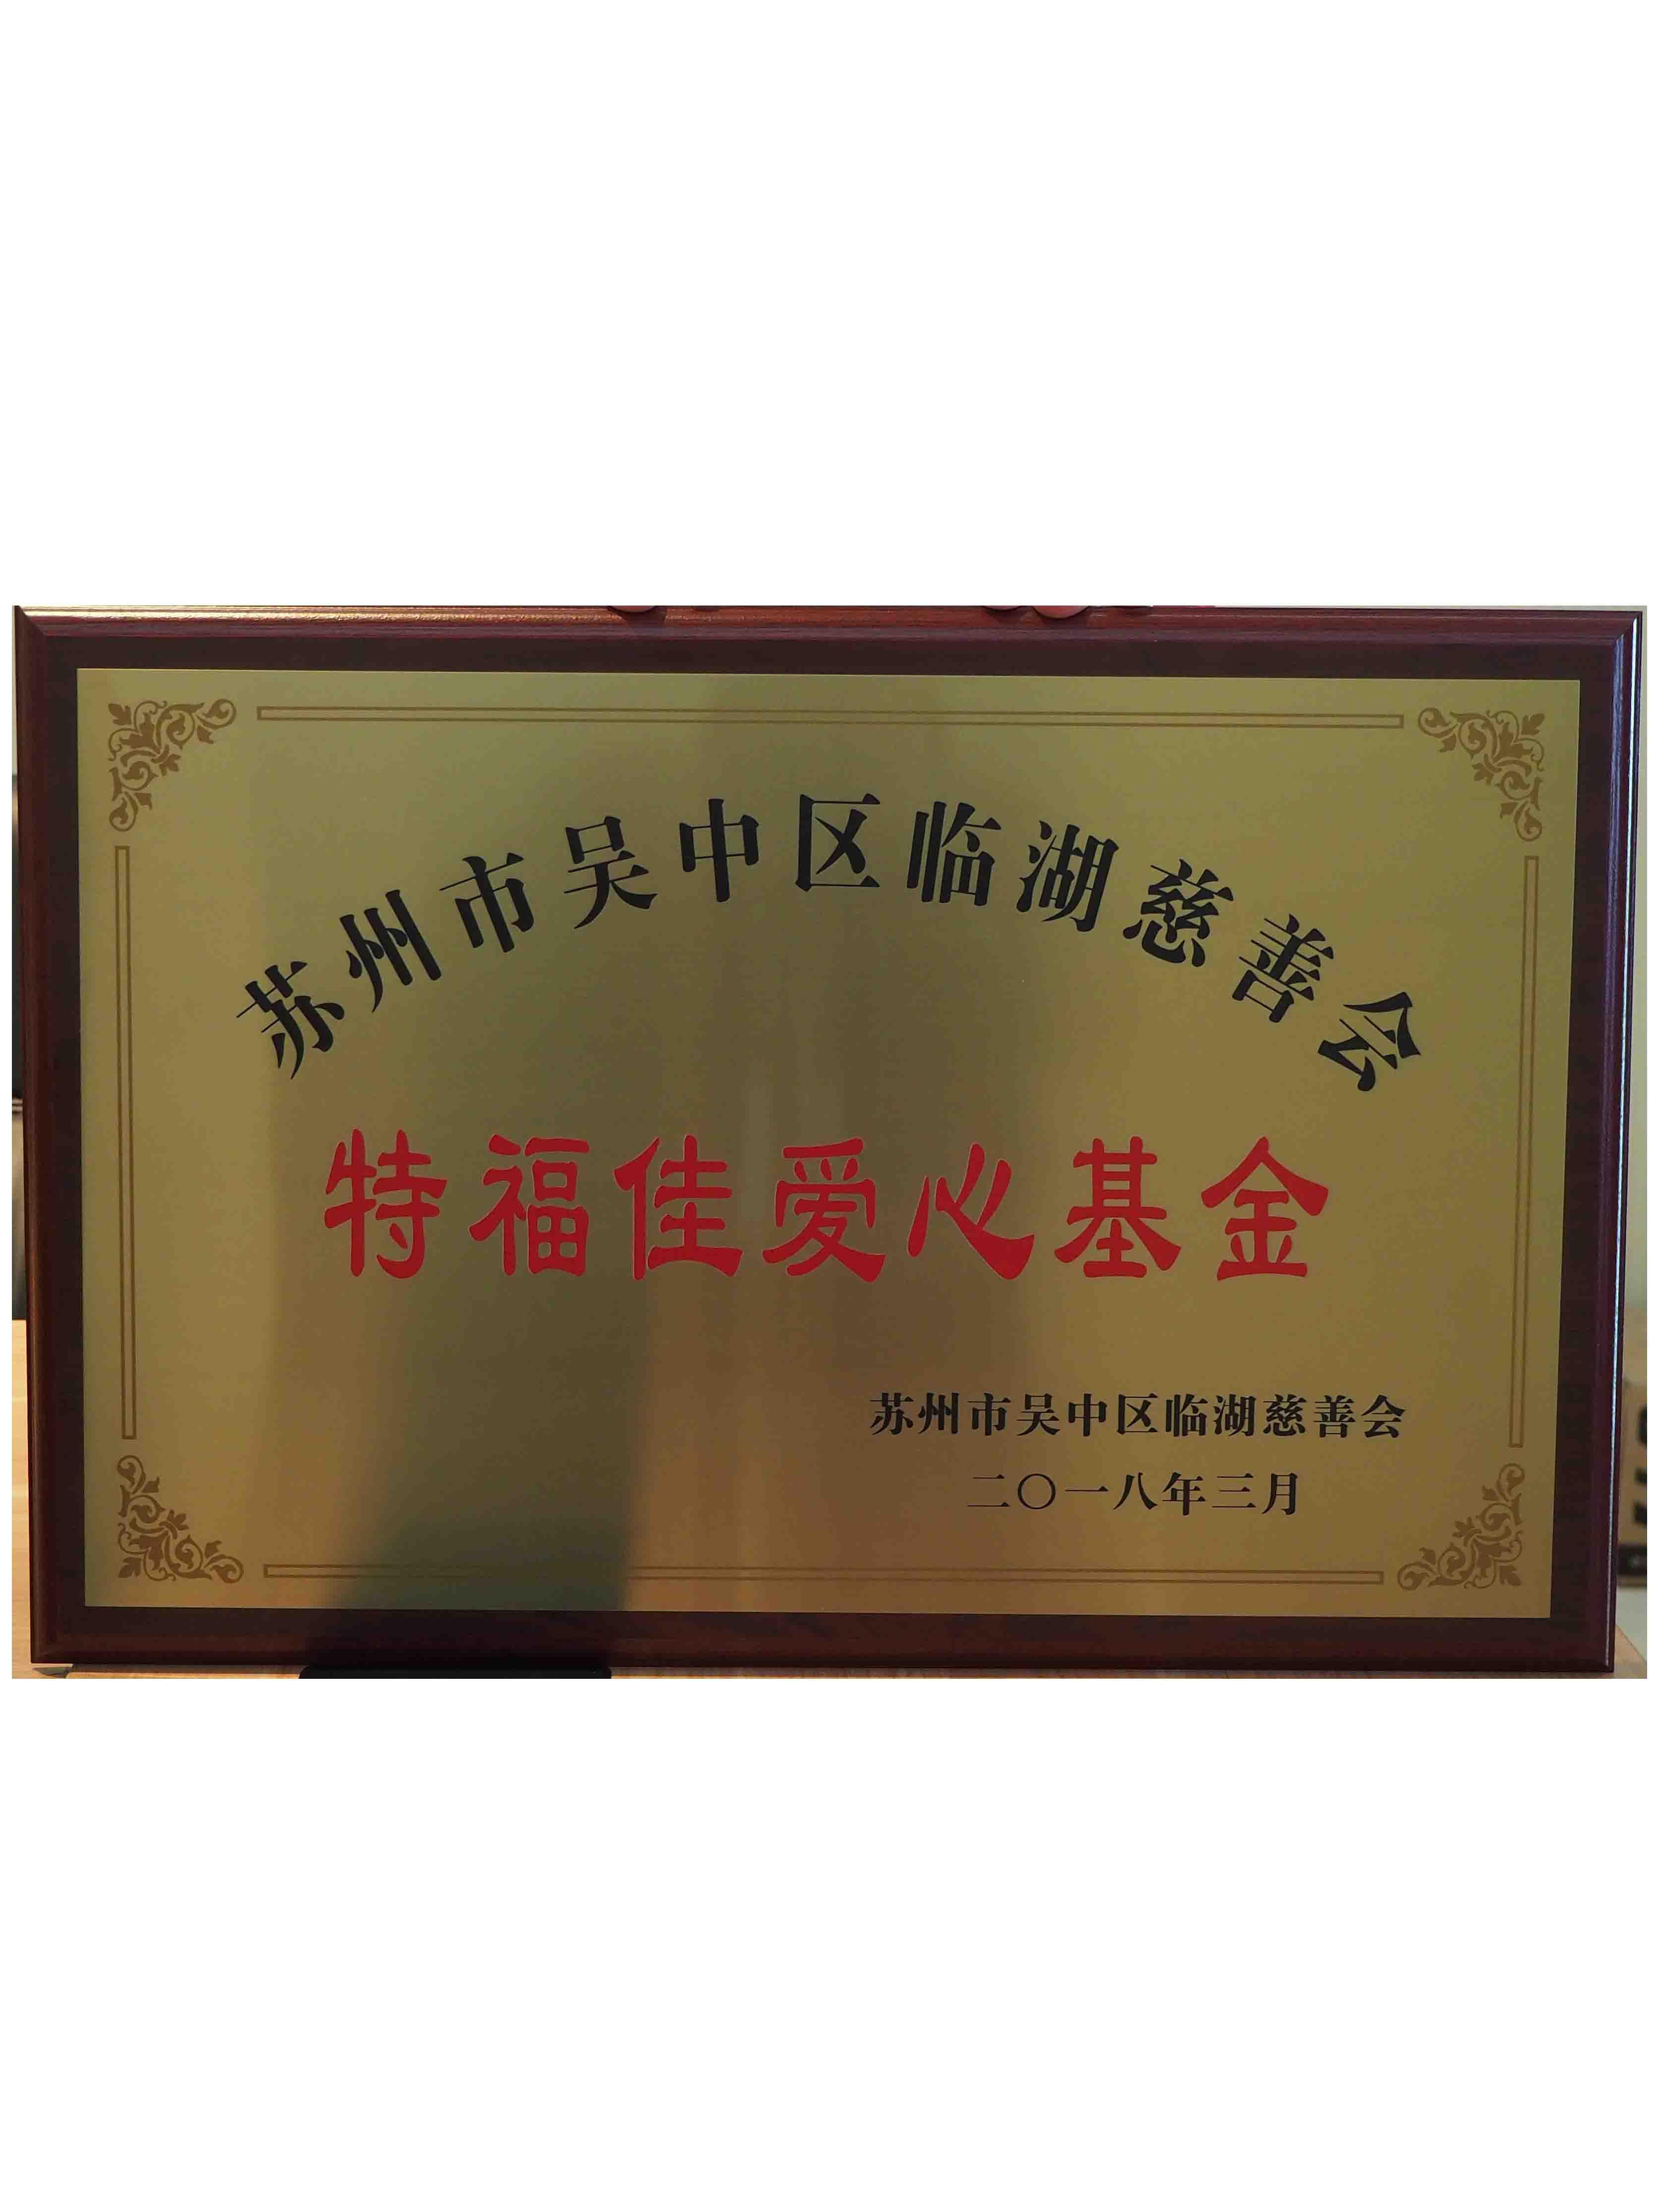 苏州市吴中区临湖慈善会
特福佳爱心基金
苏州市吴中区临湖慈善会
二〇一八年三月